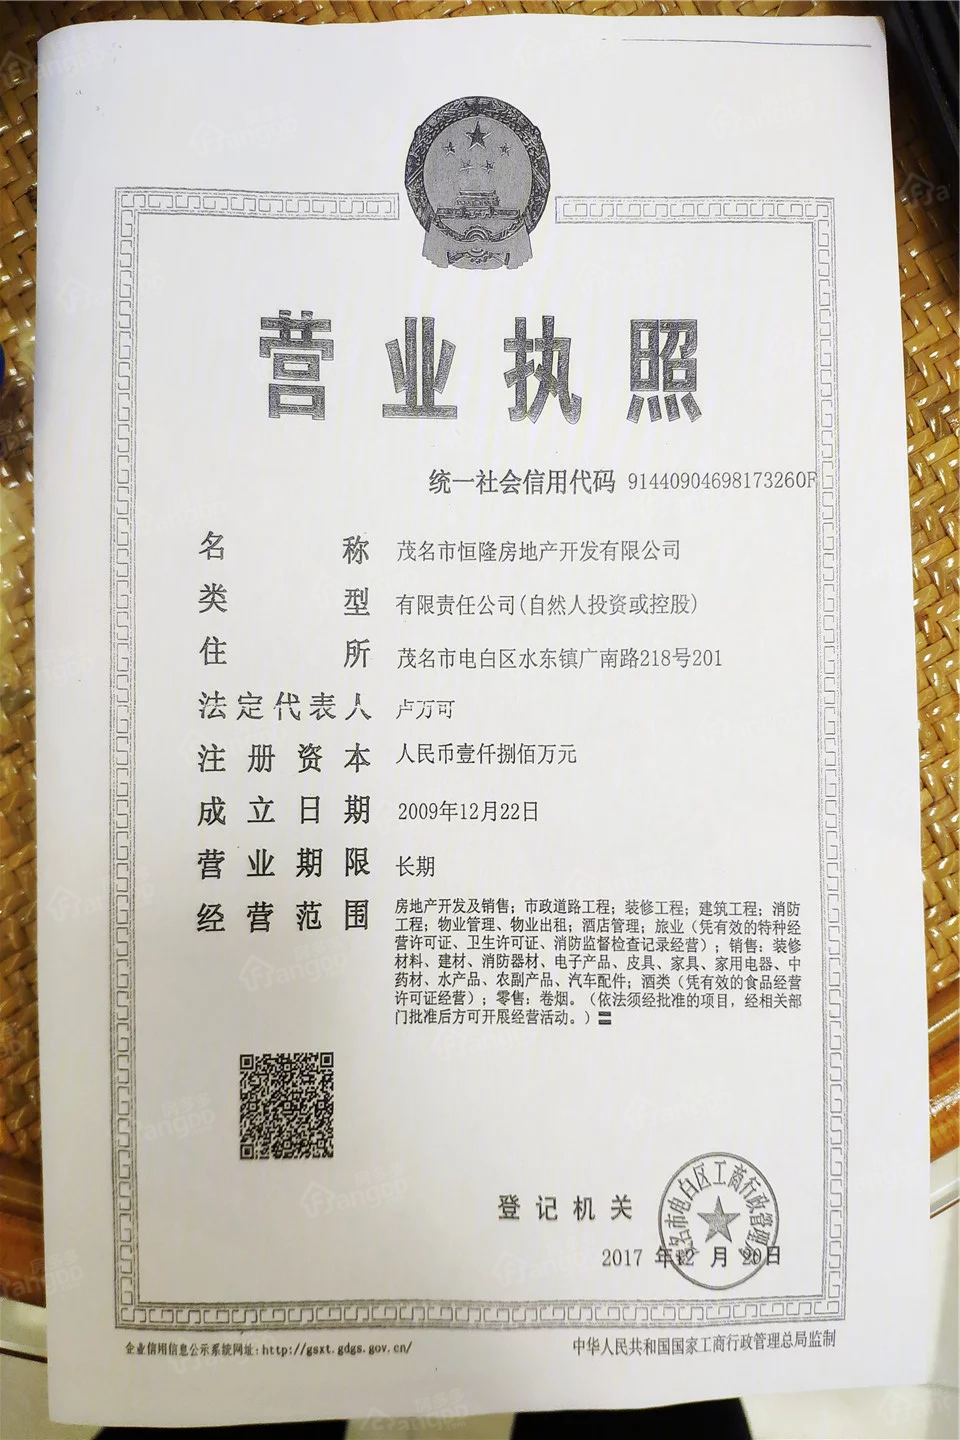 营业执照
统一社会信用代码 91440904698173260F
名称 茂名市恒隆房地产开发有限公司
类型 有限责任公司(自然人投资或控股)
住所 茂名市电白区水东镇广南路218号201
法定代表人 卢万可
注册资本 人民币壹仟捌佰万元
成立日期 2009年12月22日
营业期限 长期
经营范围 房地产开发及销售；市政道路工程；装修工程；建筑工程；消防
工程；物业管理、物业出租；酒店管理；旅业（凭有效的特种经
营许可证、卫生许可证、消防监督检查记录经营）；销售：装修
材料、建材、消防器材、电子产品、皮具、家具、家用电器、中
药材、水产品、农副产品、汽车配件；酒类（凭有效的食品经营
许可证经营）；零售：卷烟。（依法须经批准的项目，经相关部
门批准后方可开展经营活动。）
登记机关
茂名市电白区工商行政管理局
2017 年12 月 20日
企业信用信息公示系统网址：http://gsxt.gdgs.gov.cn/
中华人民共和国国家工商行政管理总局监制